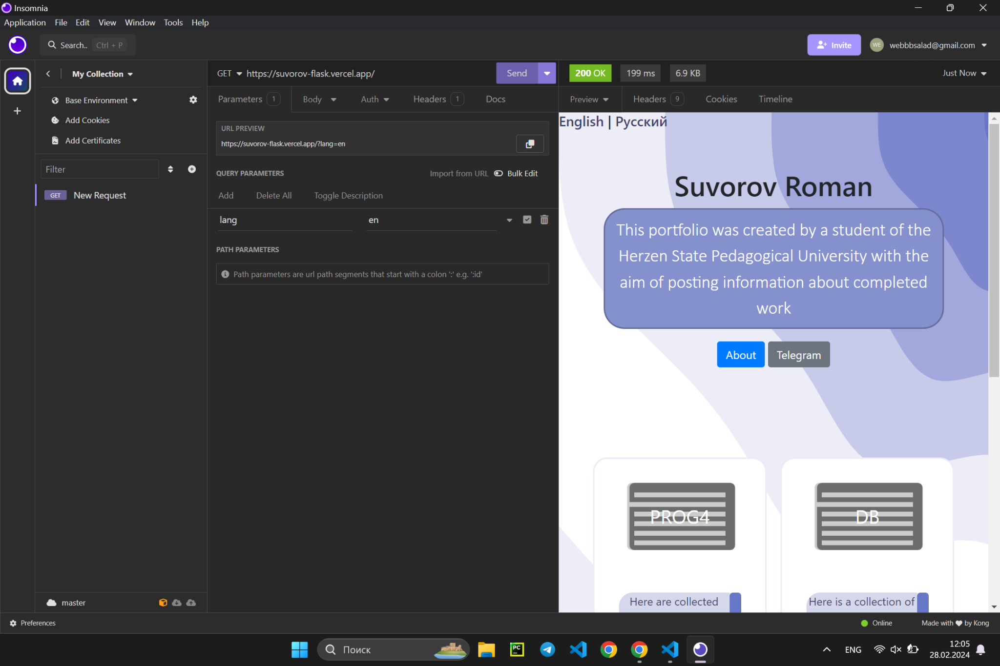 Insomnia
Application File Edit View Window Tools Help
Search.. Ctrl + P
Invite
WE webbbsalad@gmail.com
My Collection
Base Environment
Add Cookies
Add Certificates
Filter
GET New Request
master
GET https://suvorov-flask.vercel.app/ Send
Parameters 1 Body Auth Headers 1 Docs
URL PREVIEW
https://suvorov-flask.vercel.app/?lang=en
QUERY PARAMETERS Import from URL Bulk Edit
Add Delete All Toggle Description
lang en
PATH PARAMETERS
Path parameters are url path segments that start with a colon ':' e.g. ':id'
200 OK 199 ms 6.9 KB Just Now
Preview Headers 9 Cookies Timeline
English | Русский
Suvorov Roman
This portfolio was created by a student of the
Herzen State Pedagogical University with the
aim of posting information about completed
work
About Telegram
PROG4 DB
Here are collected Here is a collection of
Preferences Online Made with ♥ by Kong
Поиск
PC
ENG
12:05
28.02.2024